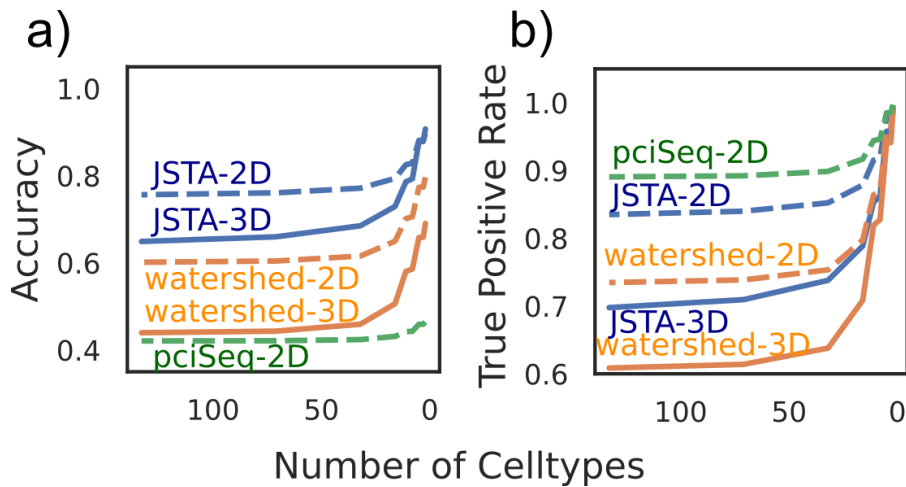 a)
Accuracy
1.0
0.8
0.6
0.4
JSTA-2D
JSTA-3D
watershed-2D
watershed-3D
pciSeq-2D
100
50
0
b)
True Positive Rate
1.0
0.9
0.8
0.7
0.6
pciSeq-2D
JSTA-2D
watershed-2D
JSTA-3D
watershed-3D
100
50
0
Number of Celltypes